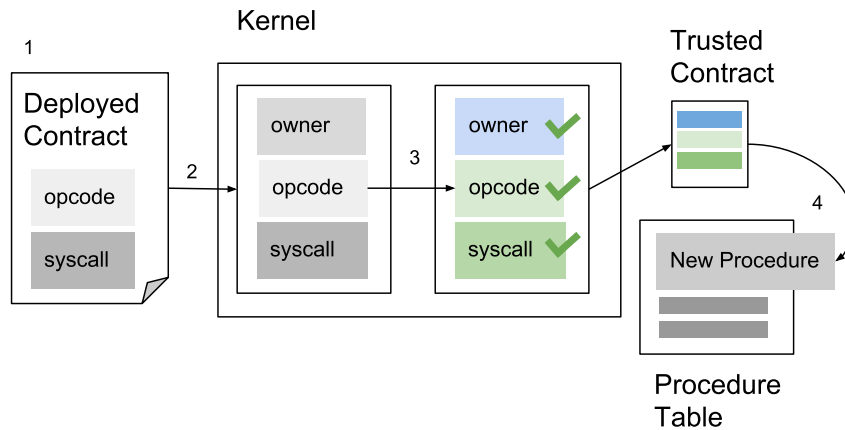 Kernel
1
Trusted
Contract
Deployed
Contract
owner
owner
2
3
opcode
opcode
opcode
4
syscall
syscall
syscall
New Procedure
Procedure
Table